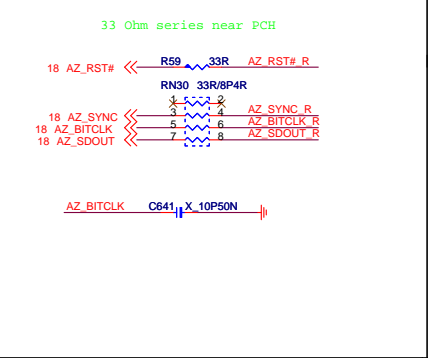 33 Ohm series near PCH
18 AZ_RST# R59 33R AZ_RST#_R
RN30 33R/8P4R
1 2
18 AZ_SYNC 3 4 AZ_SYNC_R
18 AZ_BITCLK 5 6 AZ_BITCLK_R
18 AZ_SDOUT 7 8 AZ_SDOUT_R
AZ_BITCLK C641 X_10P50N